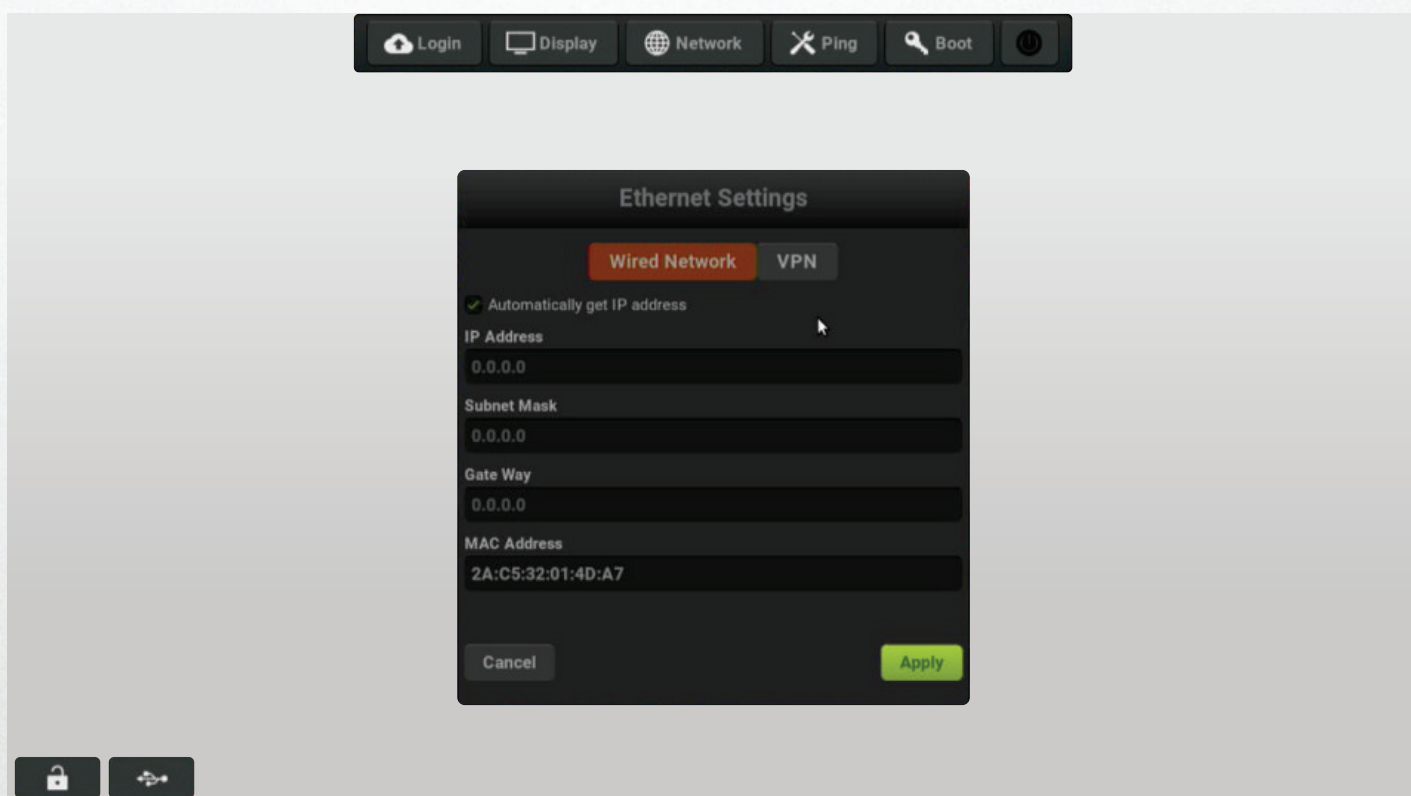 Login Display Network Ping Boot
Ethernet Settings
Wired Network VPN
Automatically get IP address
IP Address
0.0.0.0
Subnet Mask
0.0.0.0
Gate Way
0.0.0.0
MAC Address
2A:C5:32:01:4D:A7
Cancel Apply